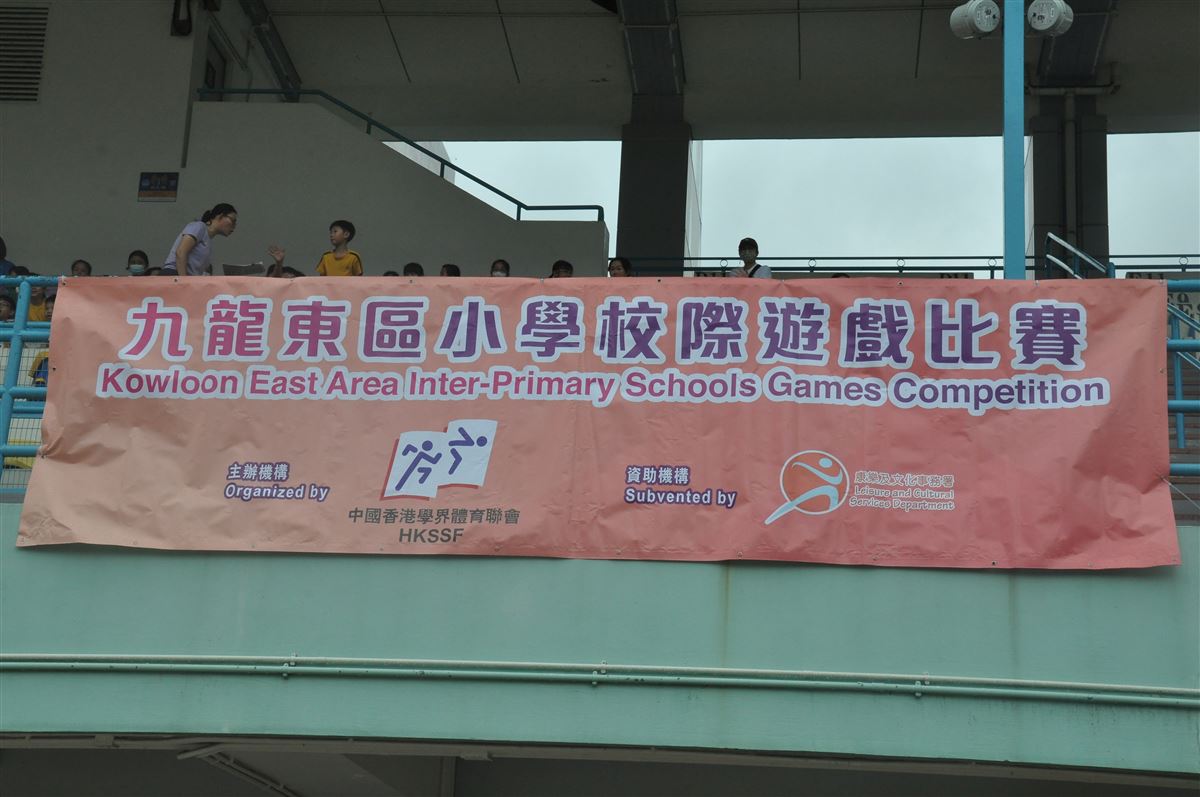 九龍東區小學校際遊戲比賽
Kowloon East Area Inter-Primary Schools Games Competition
主辦機構
Organized by
中國香港學界體育聯會
HKSSF
資助機構
Subvented by
康樂及文化事務署
Leisure and Cultural
Services Department